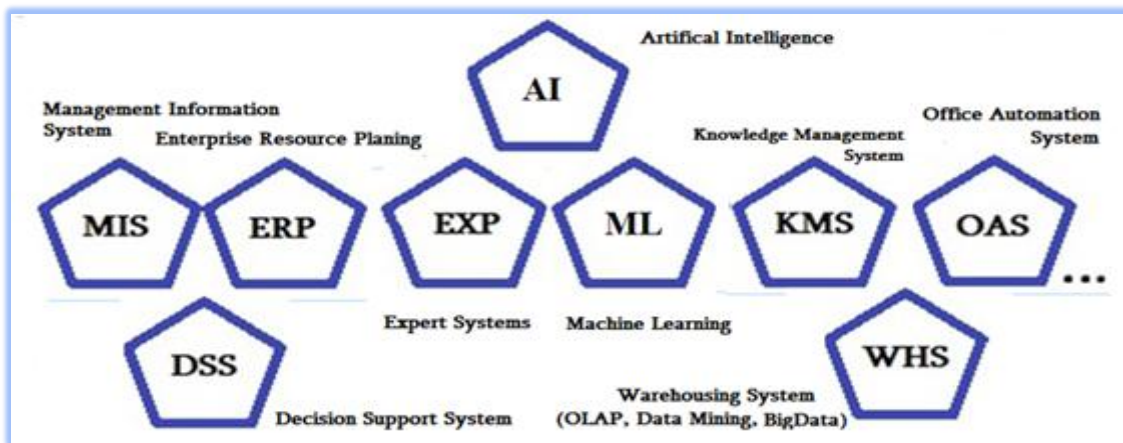 Artifical Intelligence
AI
Management Information
System
Enterprise Resource Planing
Knowledge Management
System
Office Automation
System
MIS
ERP
EXP
ML
KMS
OAS
...
Expert Systems
Machine Learning
DSS
WHS
Decision Support System
Warehousing System
(OLAP, Data Mining, BigData)